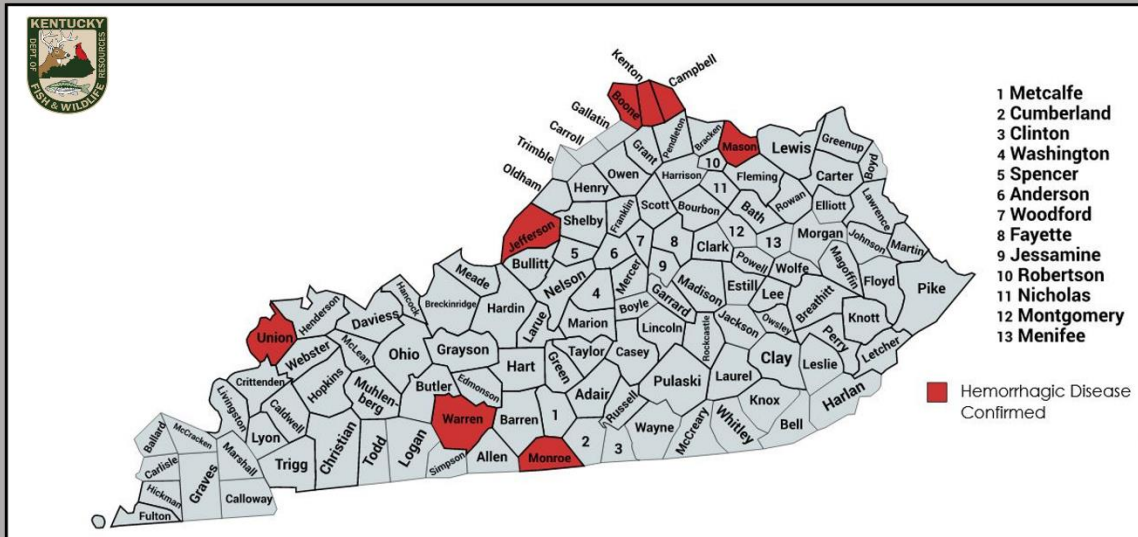 KENTUCKY
DEPT. OF
FISH & WILDLIFE
RESOURCES
Kenton
Campbell
Boone
Gallatin
Carroll
Trimble
Oldham
Grant
Pendleton
Bracken
Mason
Lewis
Greenup
Boyd
Owen
Henry
Harrison
10
Fleming
Carter
11
Rowan
Elliott
Lawrence
Jefferson
Shelby
Franklin
Scott
Bourbon
Bath
Morgan
Johnson
Martin
Bullitt
5
6
7
8
Clark
12
13
Powell
Wolfe
Magoffin
Floyd
Pike
Meade
Hancock
Breckinridge
Hardin
Nelson
Mercer
9
Madison
Estill
Lee
Breathitt
Knott
Henderson
Daviess
Larue
4
Boyle
Garrard
Jackson
Owsley
Perry
Letcher
Union
Webster
McLean
Ohio
Grayson
Marion
Lincoln
Rockcastle
Clay
Leslie
Harlan
Crittenden
Hopkins
Muhlen-
berg
Butler
Edmonson
Hart
Green
Taylor
Casey
Pulaski
Laurel
Knox
Bell
Livingston
Caldwell
Lyon
Warren
Barren
1
Adair
Russell
Wayne
McCreary
Whitley
Trigg
Christian
Todd
Logan
Simpson
Allen
Monroe
2
3
Ballard
McCracken
Carlisle
Graves
Marshall
Hickman
Calloway
Fulton
1 Metcalfe
2 Cumberland
3 Clinton
4 Washington
5 Spencer
6 Anderson
7 Woodford
8 Fayette
9 Jessamine
10 Robertson
11 Nicholas
12 Montgomery
13 Menifee
Hemorrhagic Disease
Confirmed